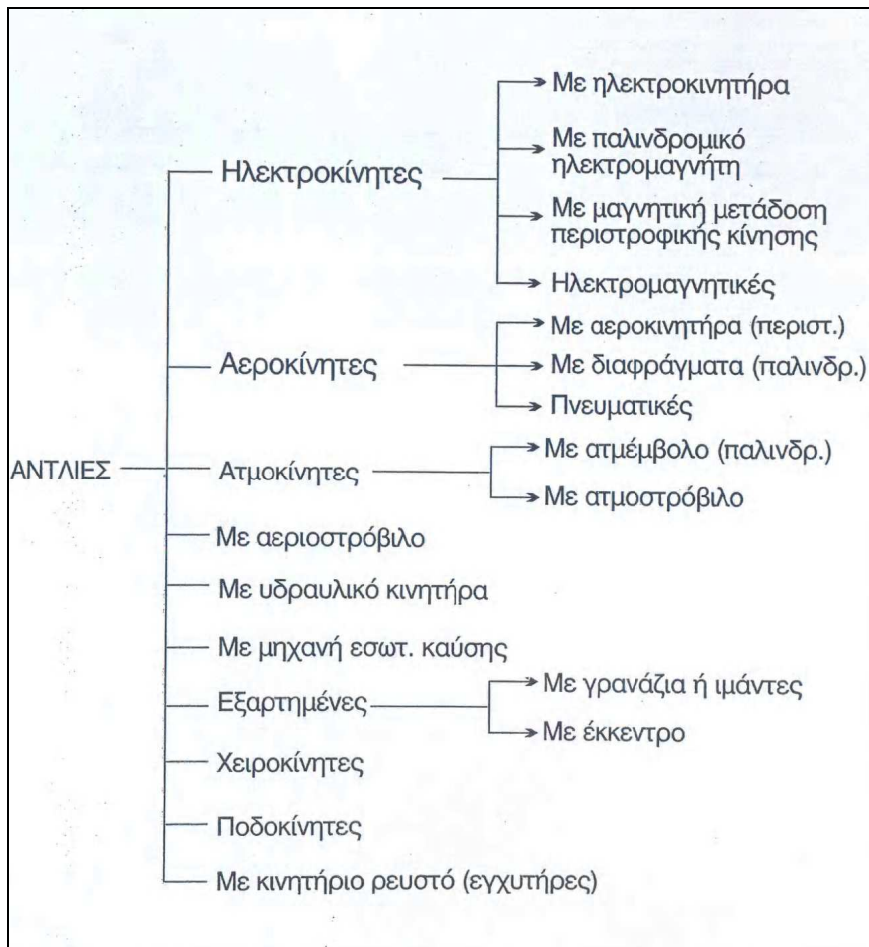 Ηλεκτροκίνητες
Με ηλεκτροκινητήρα
Με παλινδρομικό
ηλεκτρομαγνήτη
Με μαγνητική μετάδοση
περιστροφικής κίνησης
Ηλεκτρομαγνητικές
Αεροκίνητες
Με αεροκινητήρα (περιστ.)
Με διαφράγματα (παλινδρ.)
Πνευματικές
ΑΝΤΛΙΕΣ
Ατμοκίνητες
Με ατμέμβολο (παλινδρ.)
Με ατμοστρόβιλο
Με αεριοστρόβιλο
Με υδραυλικό κινητήρα
Με μηχανή εσωτ. καύσης
Εξαρτημένες
Με γρανάζια ή ιμάντες
Με έκκεντρο
Χειροκίνητες
Ποδοκίνητες
Με κινητήριο ρευστό (εγχυτήρες)